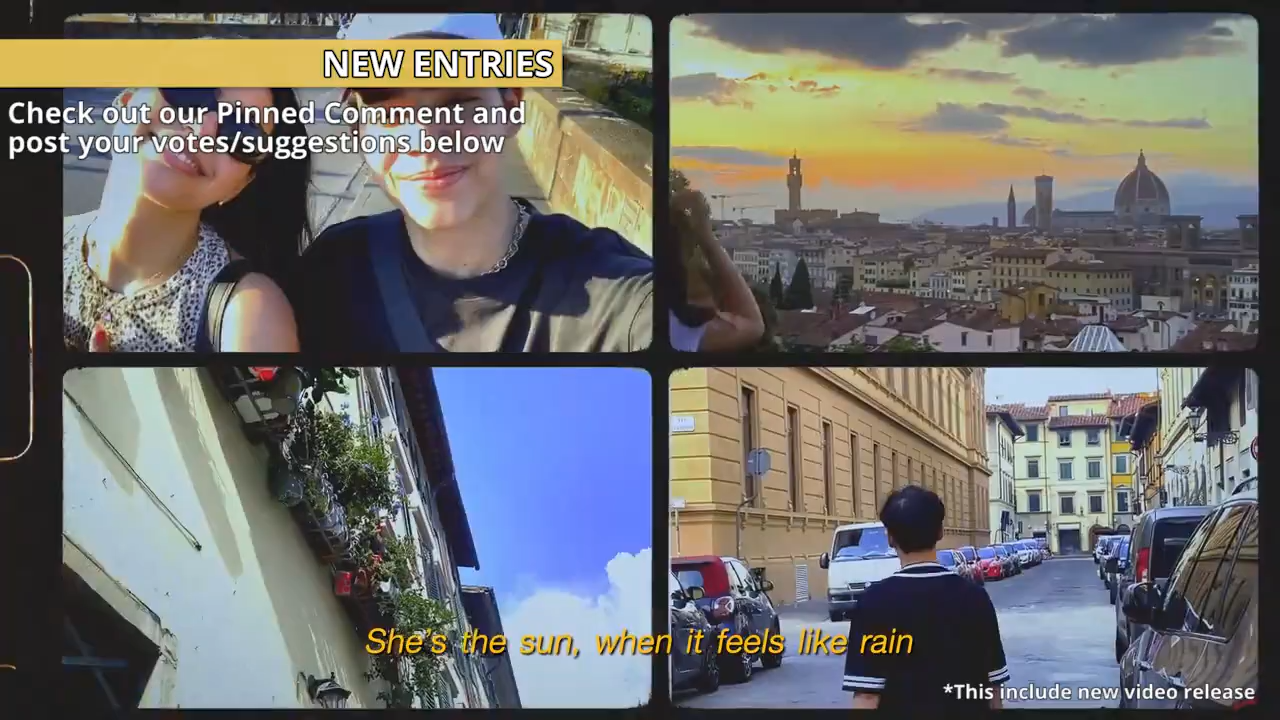 NEW ENTRIES
Check out our Pinned Comment and
post your votes/suggestions below
She's the sun, when it feels like rain
*This include new video release